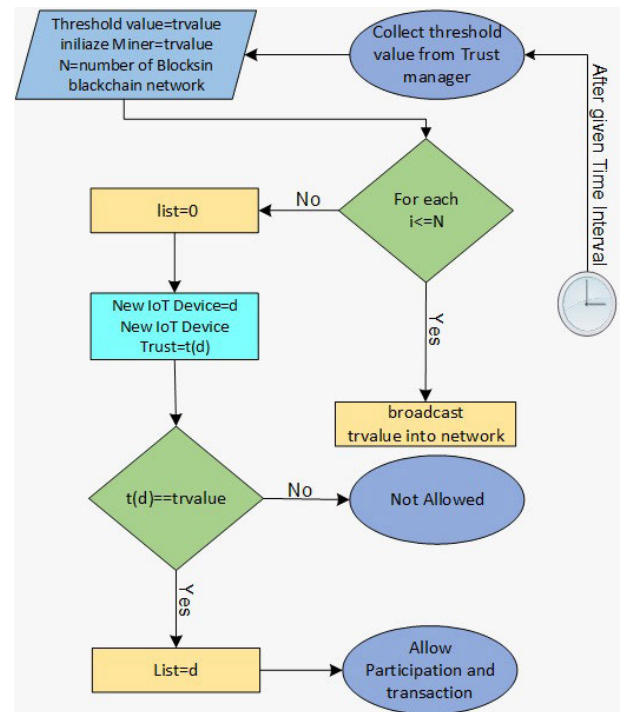 Threshold value=trvalue
iniliaze Miner=trvalue
N=number of Blocksin
blackchain network
Collect threshold
value from Trust
manager
After given Time Interval
For each
i<=N
No
list=0
Yes
New IoT Device=d
New IoT Device
Trust=t(d)
broadcast
trvalue into network
t(d)==trvalue
No
Not Allowed
Yes
List=d
Allow
Participation and
transaction